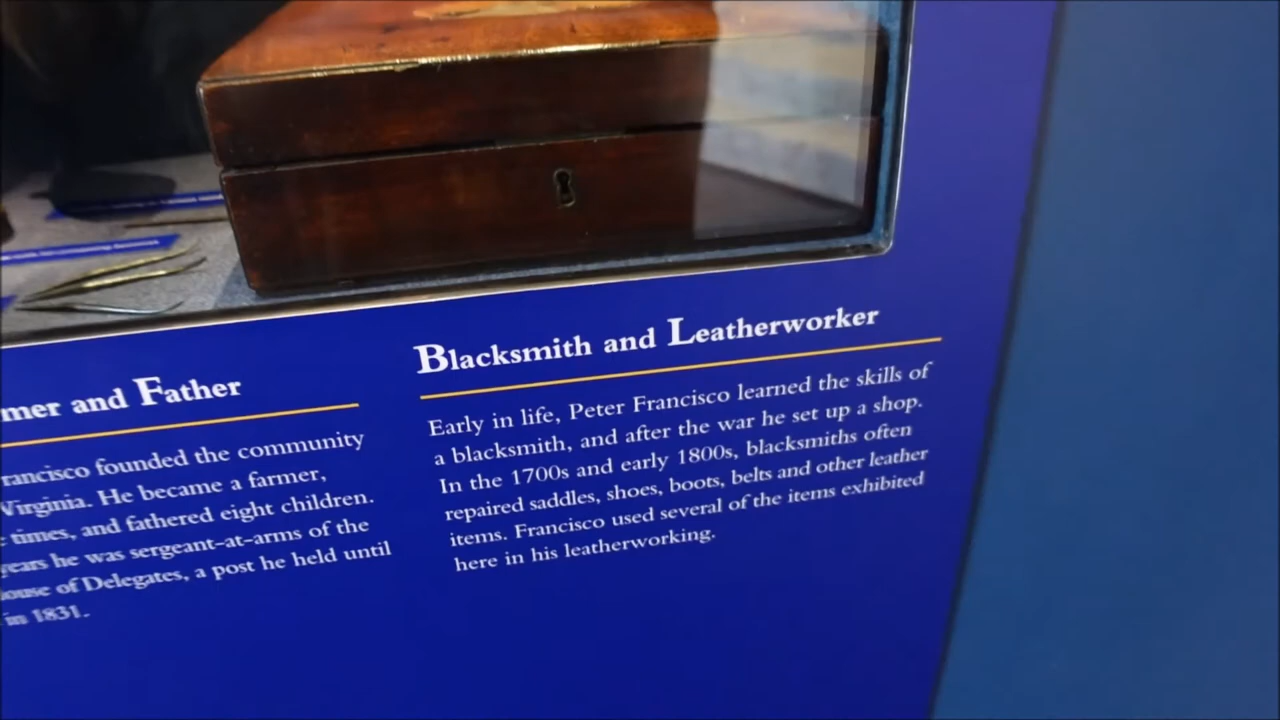 mer and Father
rancisco founded the community
Virginia. He became a farmer,
times, and fathered eight children.
years he was sergeant-at-arms of the
ouse of Delegates, a post he held until
in 1831.
Blacksmith and Leatherworker
Early in life, Peter Francisco learned the skills of
a blacksmith, and after the war he set up a shop.
In the 1700s and early 1800s, blacksmiths often
repaired saddles, shoes, boots, belts and other leather
items. Francisco used several of the items exhibited
here in his leatherworking.